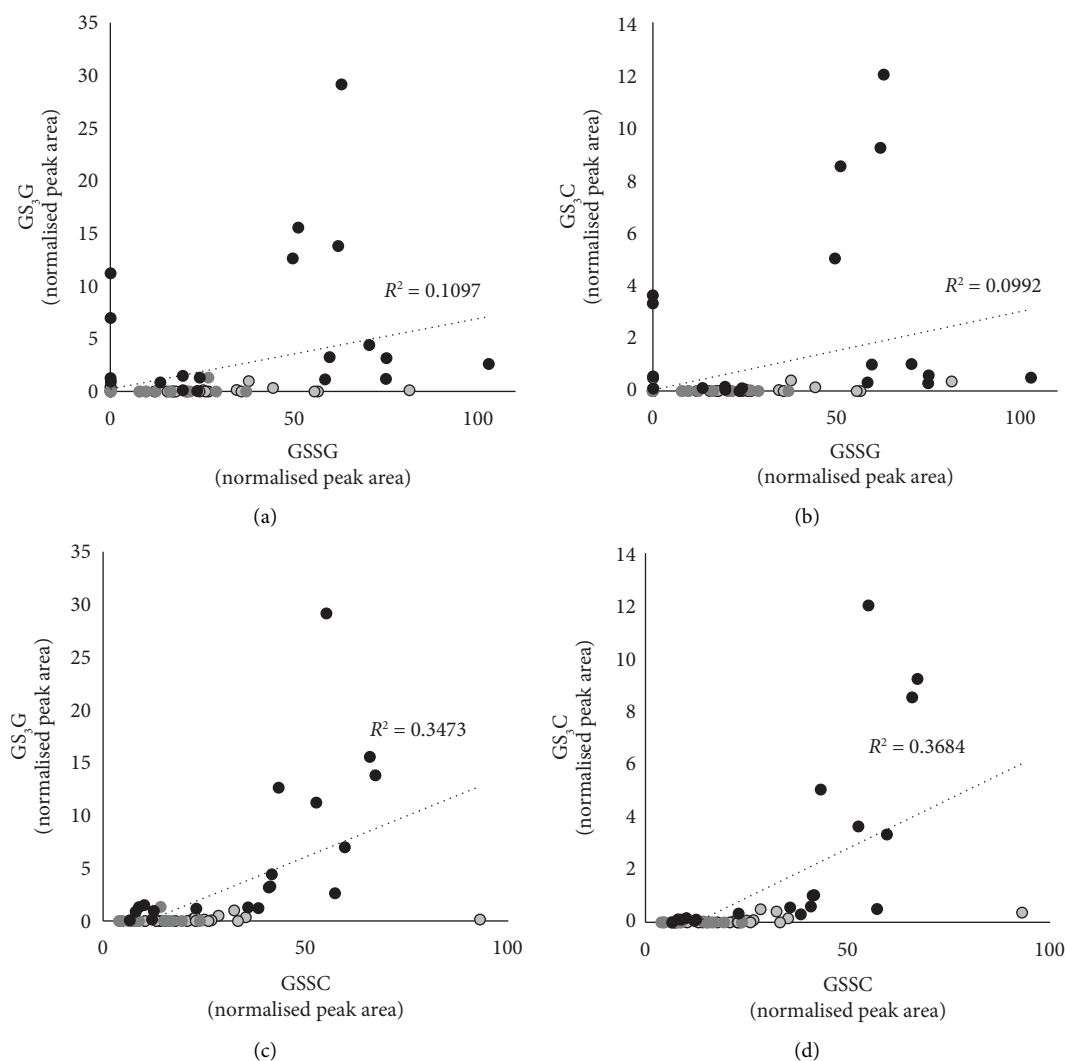 35
30
25
20
15
10
5
0
GS₃G
(normalised peak area)
R² = 0.1097
0
50
100
GSSG
(normalised peak area)
(a)
14
12
10
8
6
4
2
0
GS₃C
(normalised peak area)
R² = 0.0992
0
50
100
GSSG
(normalised peak area)
(b)
35
30
25
20
15
10
5
0
GS₃G
(normalised peak area)
R² = 0.3473
0
50
100
GSSC
(normalised peak area)
(c)
14
12
10
8
6
4
2
0
GS₃C
(normalised peak area)
R² = 0.3684
0
50
100
GSSC
(normalised peak area)
(d)